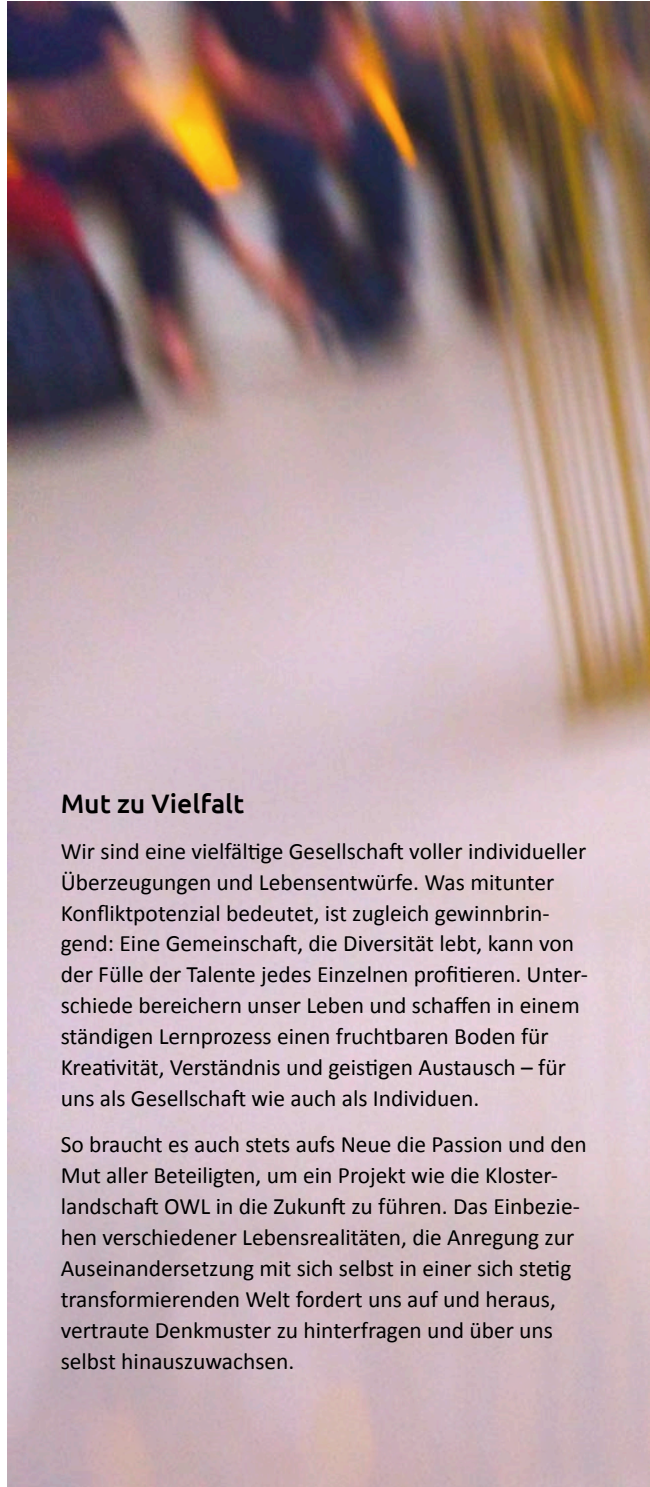 Mut zu Vielfalt
Wir sind eine vielfältige Gesellschaft voller individueller
Überzeugungen und Lebensentwürfe. Was mitunter
Konfliktpotenzial bedeutet, ist zugleich gewinnbrin-
gend: Eine Gemeinschaft, die Diversität lebt, kann von
der Fülle der Talente jedes Einzelnen profitieren. Unter-
schiede bereichern unser Leben und schaffen in einem
ständigen Lernprozess einen fruchtbaren Boden für
Kreativität, Verständnis und geistigen Austausch – für
uns als Gesellschaft wie auch als Individuen.
So braucht es auch stets aufs Neue die Passion und den
Mut aller Beteiligten, um ein Projekt wie die Kloster-
landschaft OWL in die Zukunft zu führen. Das Einbezie-
hen verschiedener Lebensrealitäten, die Anregung zur
Auseinandersetzung mit sich selbst in einer sich stetig
transformierenden Welt fordert uns auf und heraus,
vertraute Denkmuster zu hinterfragen und über uns
selbst hinauszuwachsen.